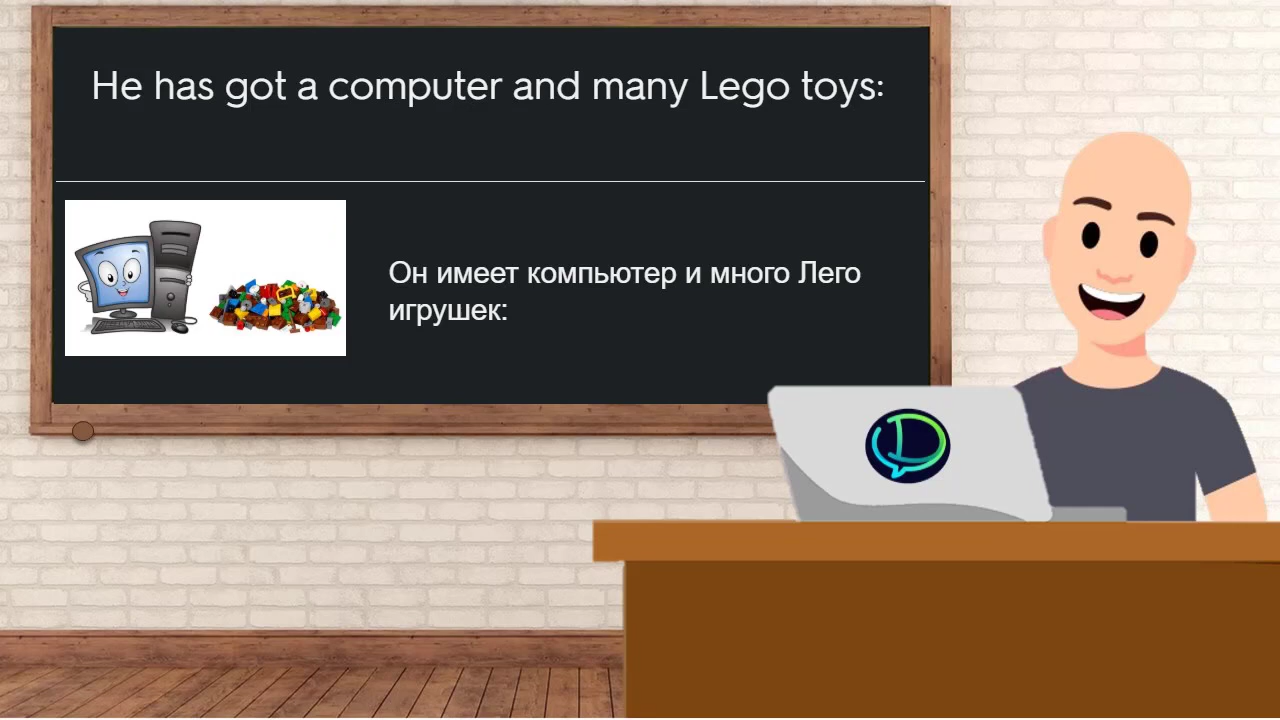 He has got a computer and many Lego toys:
Он имеет компьютер и много Лего
игрушек: